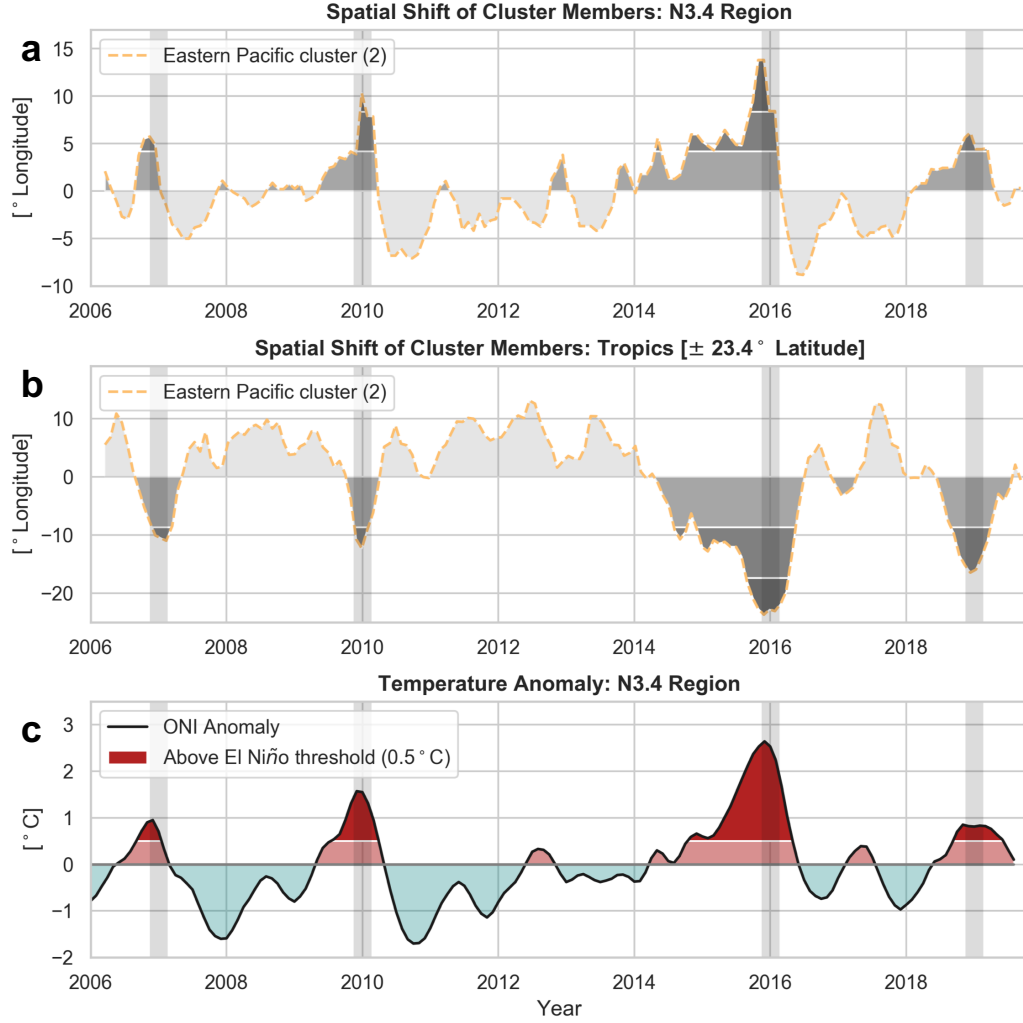 Spatial Shift of Cluster Members: N3.4 Region
a
Eastern Pacific cluster (2)
[°Longitude]
15
10
5
0
−5
−10
2006 2008 2010 2012 2014 2016 2018
Spatial Shift of Cluster Members: Tropics [± 23.4° Latitude]
b
Eastern Pacific cluster (2)
[°Longitude]
10
0
−10
−20
2006 2008 2010 2012 2014 2016 2018
Temperature Anomaly: N3.4 Region
c
ONI Anomaly
Above El Niño threshold (0.5°C)
[°C]
3
2
1
0
−1
−2
2006 2008 2010 2012 2014 2016 2018
Year